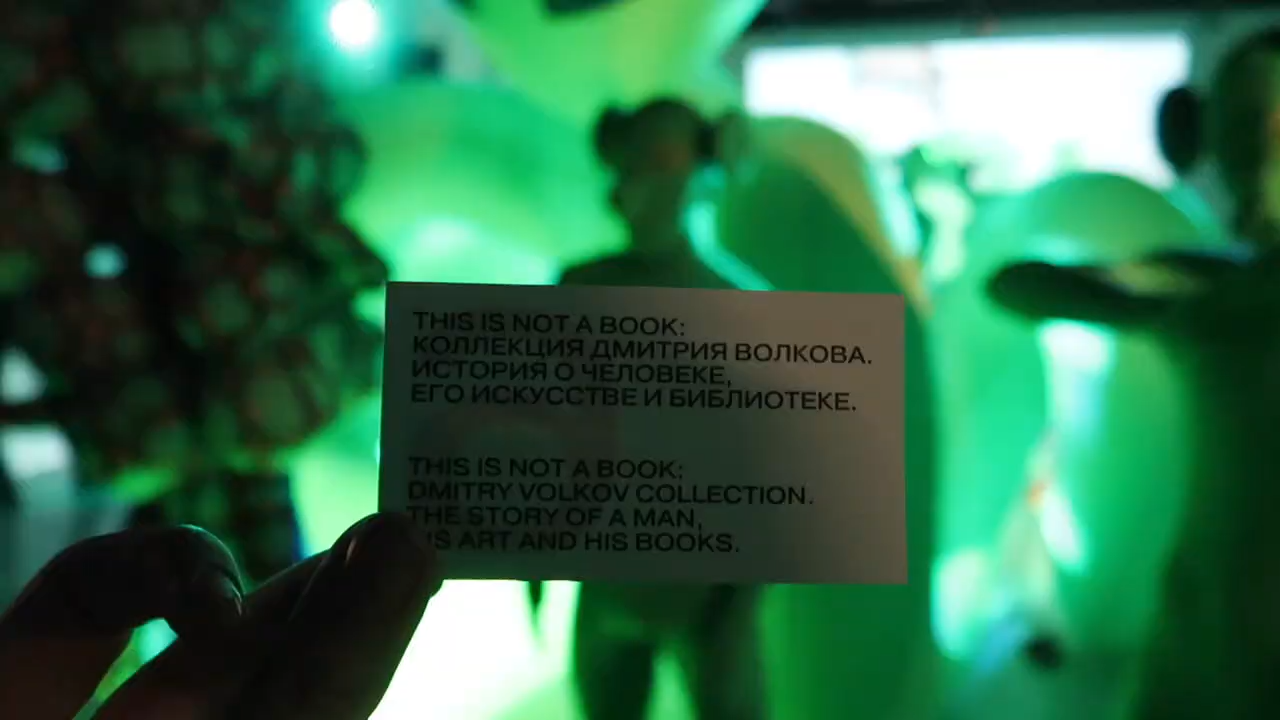 THIS IS NOT A BOOK:
КОЛЛЕКЦИЯ ДМИТРИЯ ВОЛКОВА.
ИСТОРИЯ О ЧЕЛОВЕКЕ,
ЕГО ИСКУССТВЕ И БИБЛИОТЕКЕ.
THIS IS NOT A BOOK:
DMITRY VOLKOV COLLECTION.
THE STORY OF A MAN,
HIS ART AND HIS BOOKS.